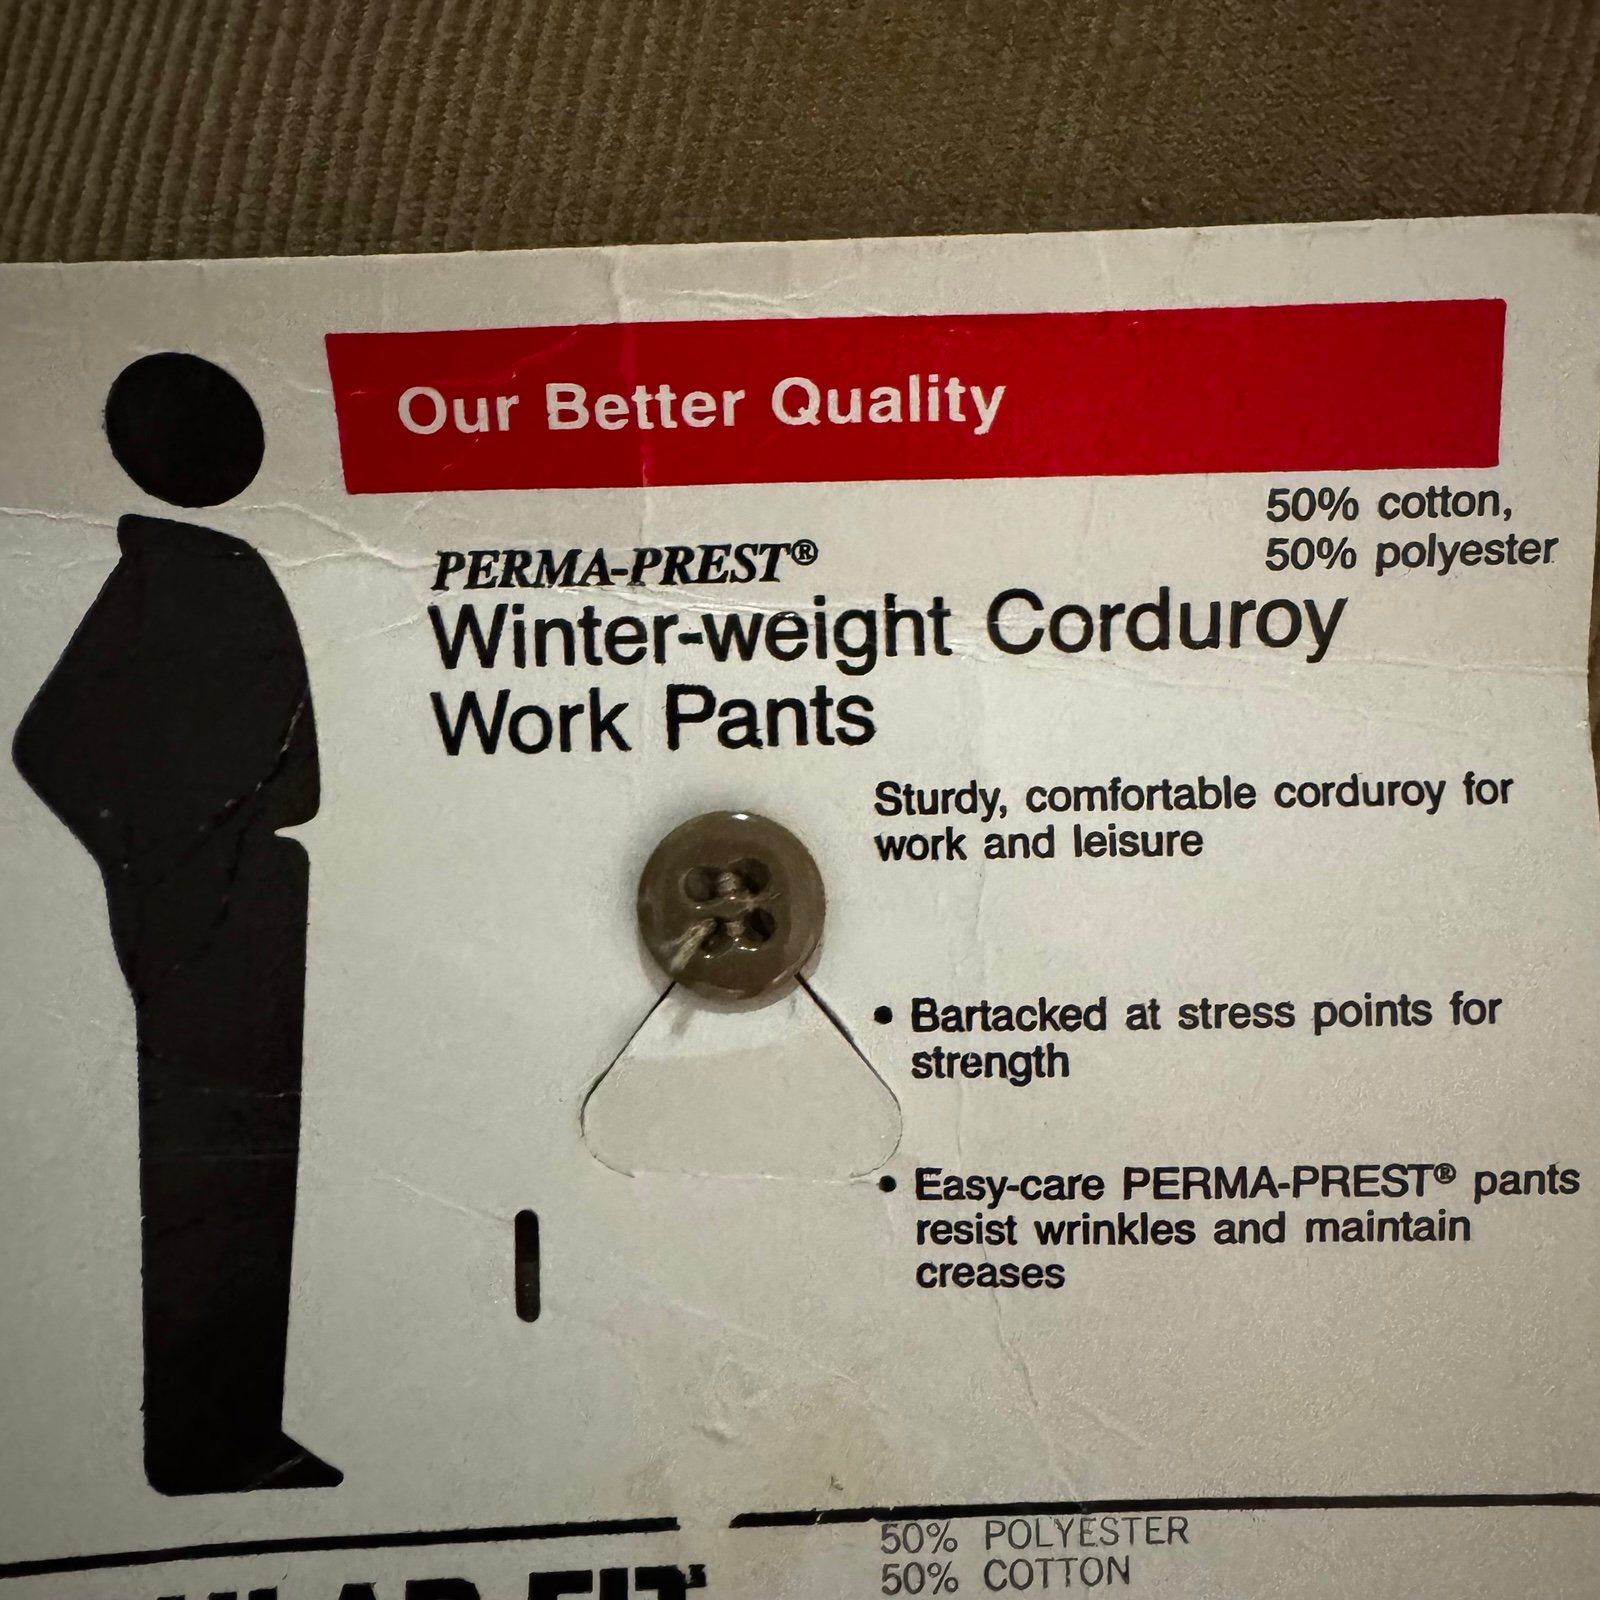 Our Better Quality
50% cotton,
50% polyester
PERMA-PREST®
Winter-weight Corduroy
Work Pants
Sturdy, comfortable corduroy for
work and leisure
• Bartacked at stress points for
strength
• Easy-care PERMA-PREST® pants
resist wrinkles and maintain
creases
50% POLYESTER
50% COTTON
FIT